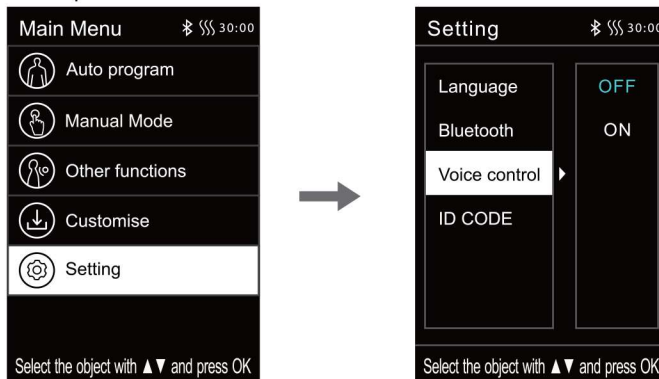 Main Menu 30:00
Auto program
Manual Mode
Other functions
Customise
Setting
Select the object with ▲▼ and press OK
Setting 30:00
Language
Bluetooth
Voice control
ID CODE
OFF
ON
Select the object with ▲▼ and press OK